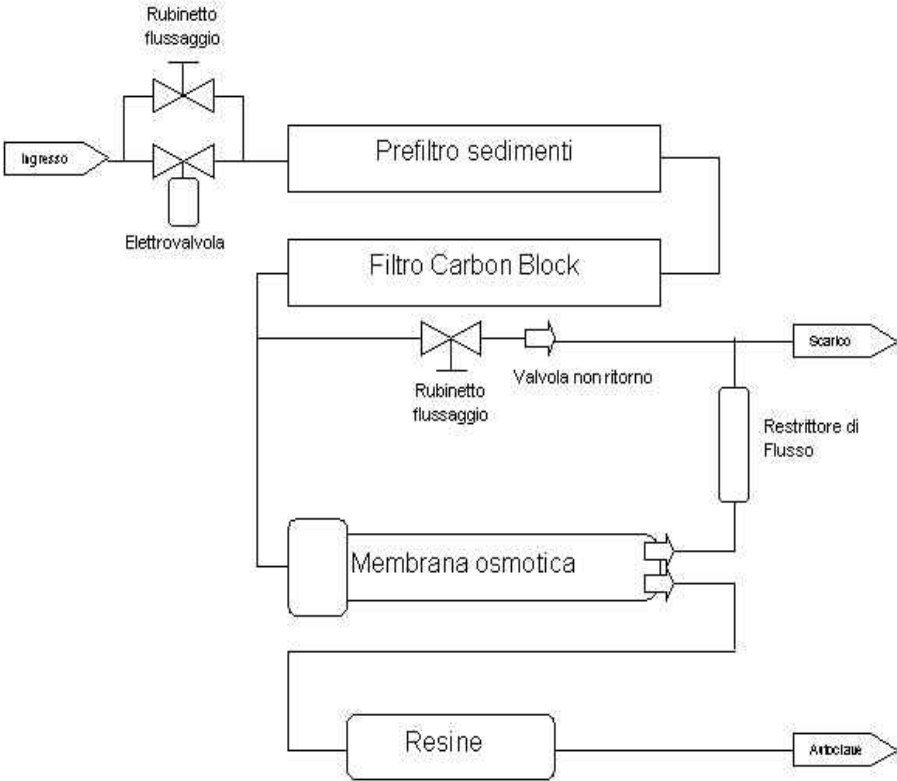 Rubinetto
flussaggio
Ingresso
Prefiltro sedimenti
Elettrovalvola
Filtro Carbon Block
Scarico
Valvola non ritorno
Rubinetto
flussaggio
Restrittore di
Flusso
Membrana osmotica
Resine
Autoclave